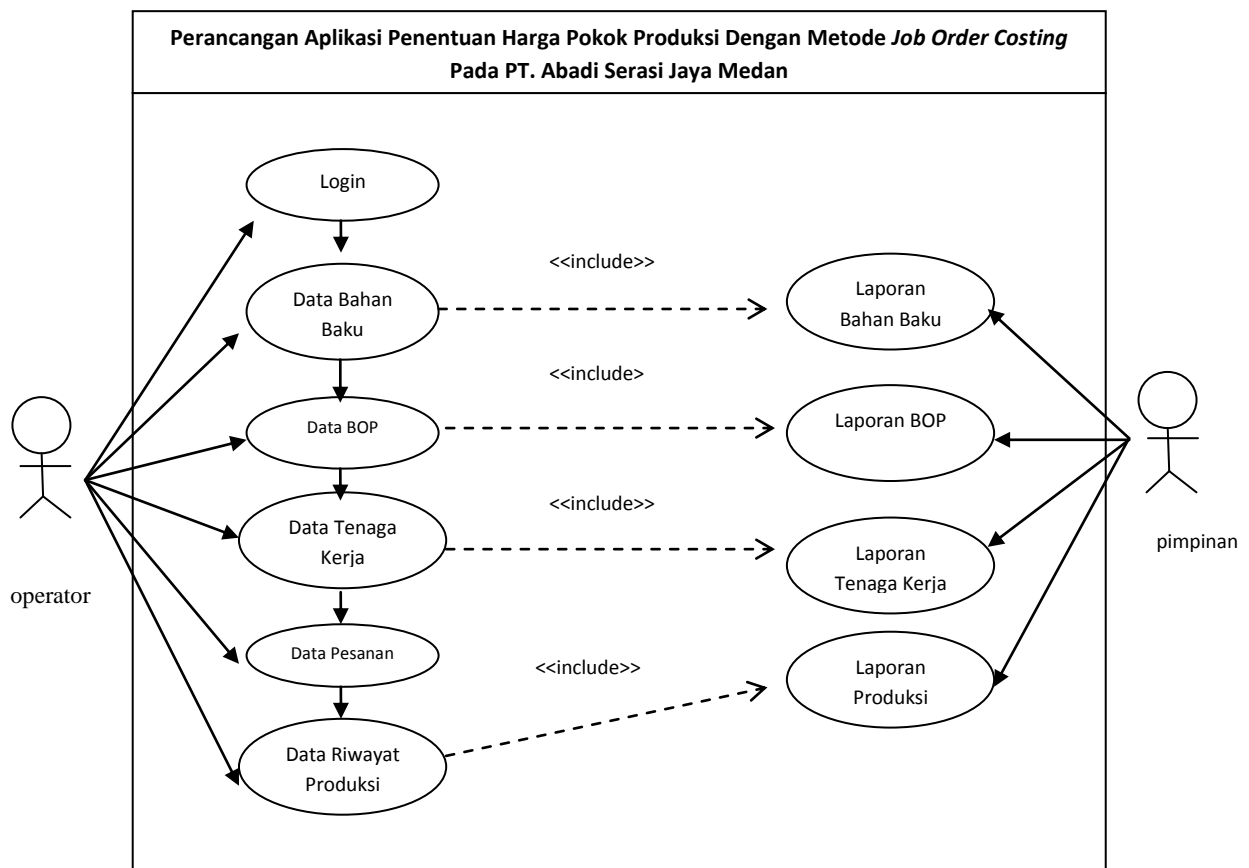 Perancangan Aplikasi Penentuan Harga Pokok Produksi Dengan Metode Job Order Costing
Pada PT. Abadi Serasi Jaya Medan
Login
<<include>>
Data Bahan
Baku
Laporan
Bahan Baku
<<include>
Data BOP
Laporan BOP
<<include>>
Data Tenaga
Kerja
Laporan
Tenaga Kerja
operator
pimpinan
Data Pesanan
<<include>>
Laporan
Produksi
Data Riwayat
Produksi